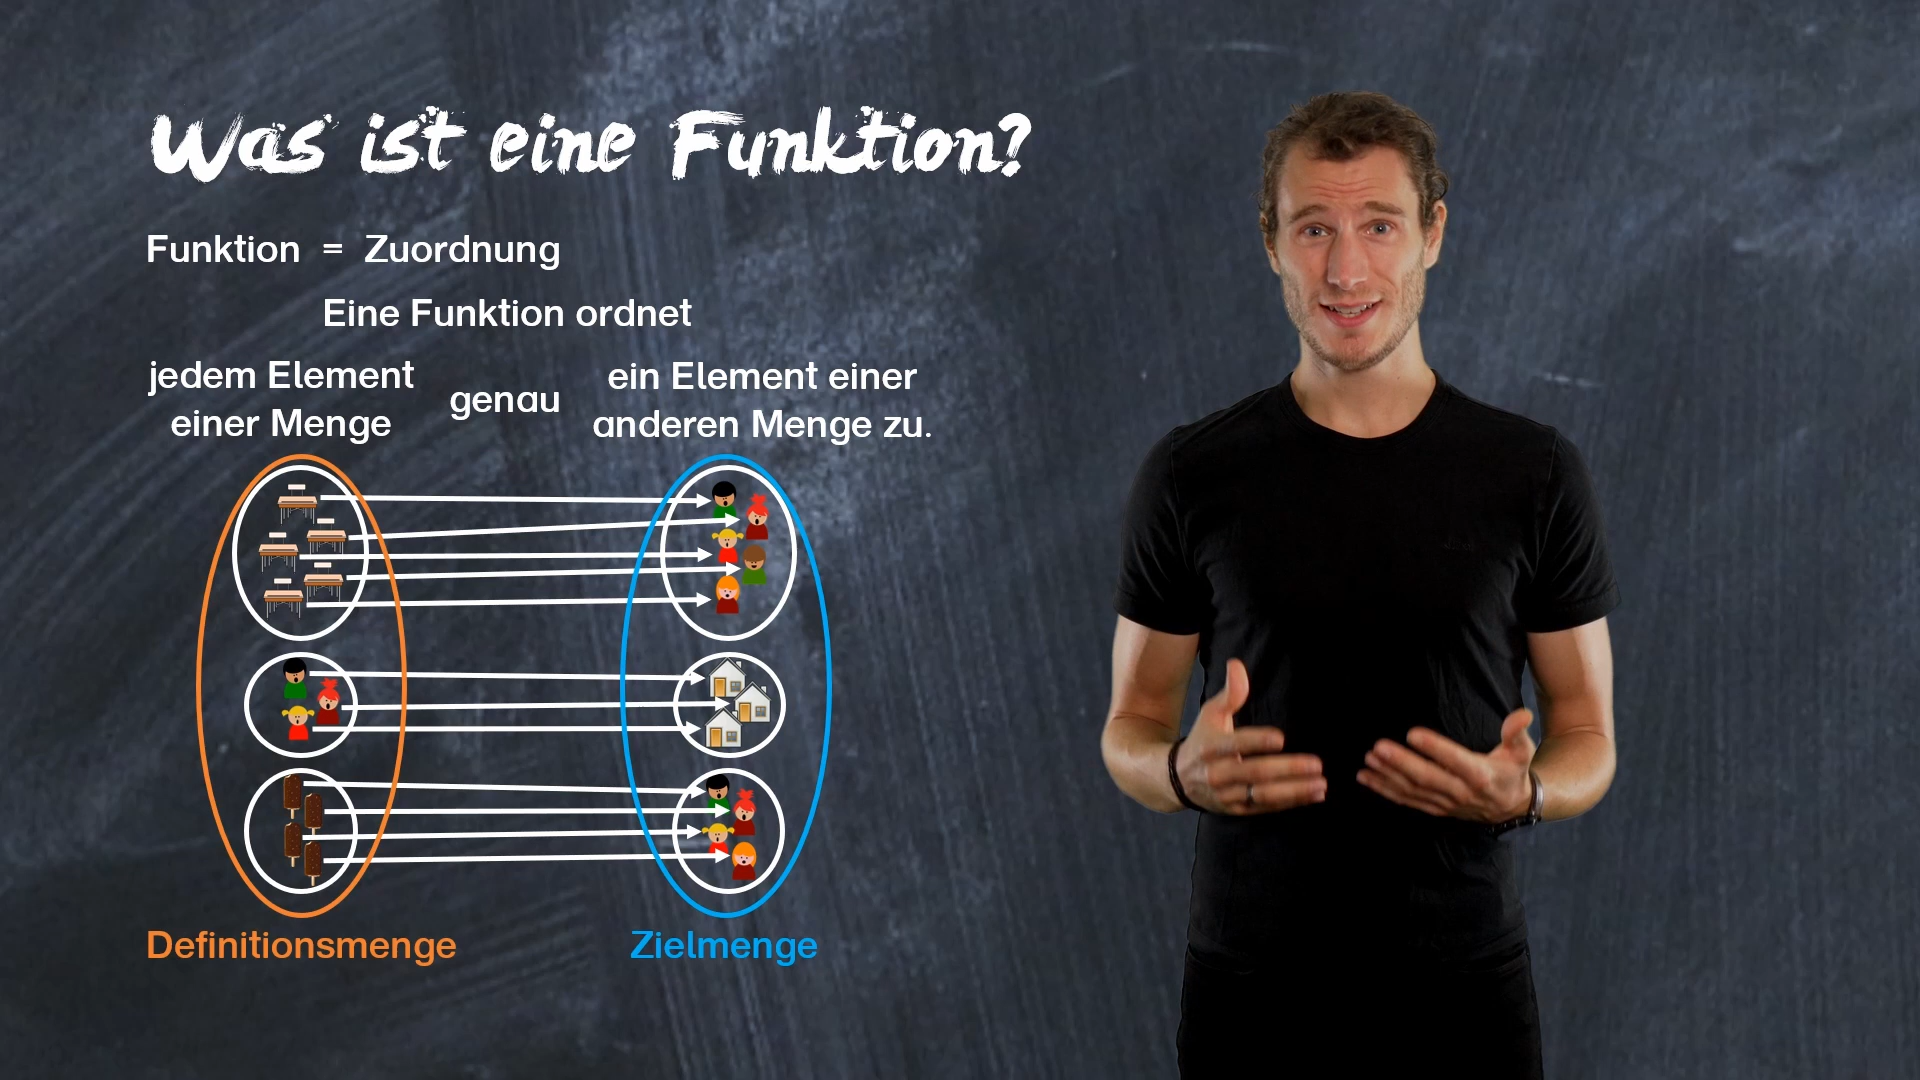 Was ist eine Funktion?
Funktion = Zuordnung
Eine Funktion ordnet
jedem Element
einer Menge
genau
ein Element einer
anderen Menge zu.
Definitionsmenge
Zielmenge